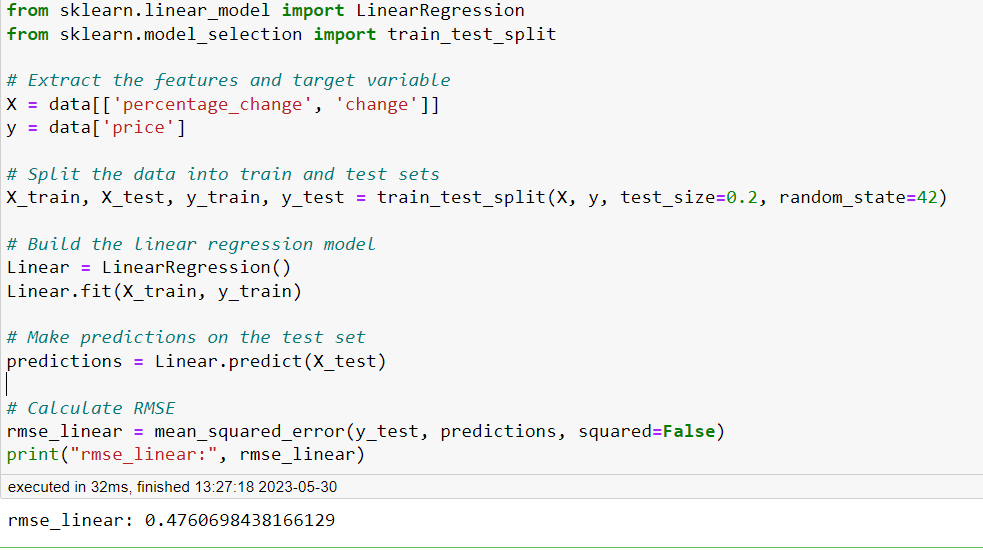 from sklearn.linear_model import LinearRegression
from sklearn.model_selection import train_test_split
# Extract the features and target variable
X = data[['percentage_change', 'change']]
y = data['price']
# Split the data into train and test sets
X_train, X_test, y_train, y_test = train_test_split(X, y, test_size=0.2, random_state=42)
# Build the linear regression model
Linear = LinearRegression()
Linear.fit(X_train, y_train)
# Make predictions on the test set
predictions = Linear.predict(X_test)
# Calculate RMSE
rmse_linear = mean_squared_error(y_test, predictions, squared=False)
print("rmse_linear:", rmse_linear)
executed in 32ms, finished 13:27:18 2023-05-30
rmse_linear: 0.4760698438166129